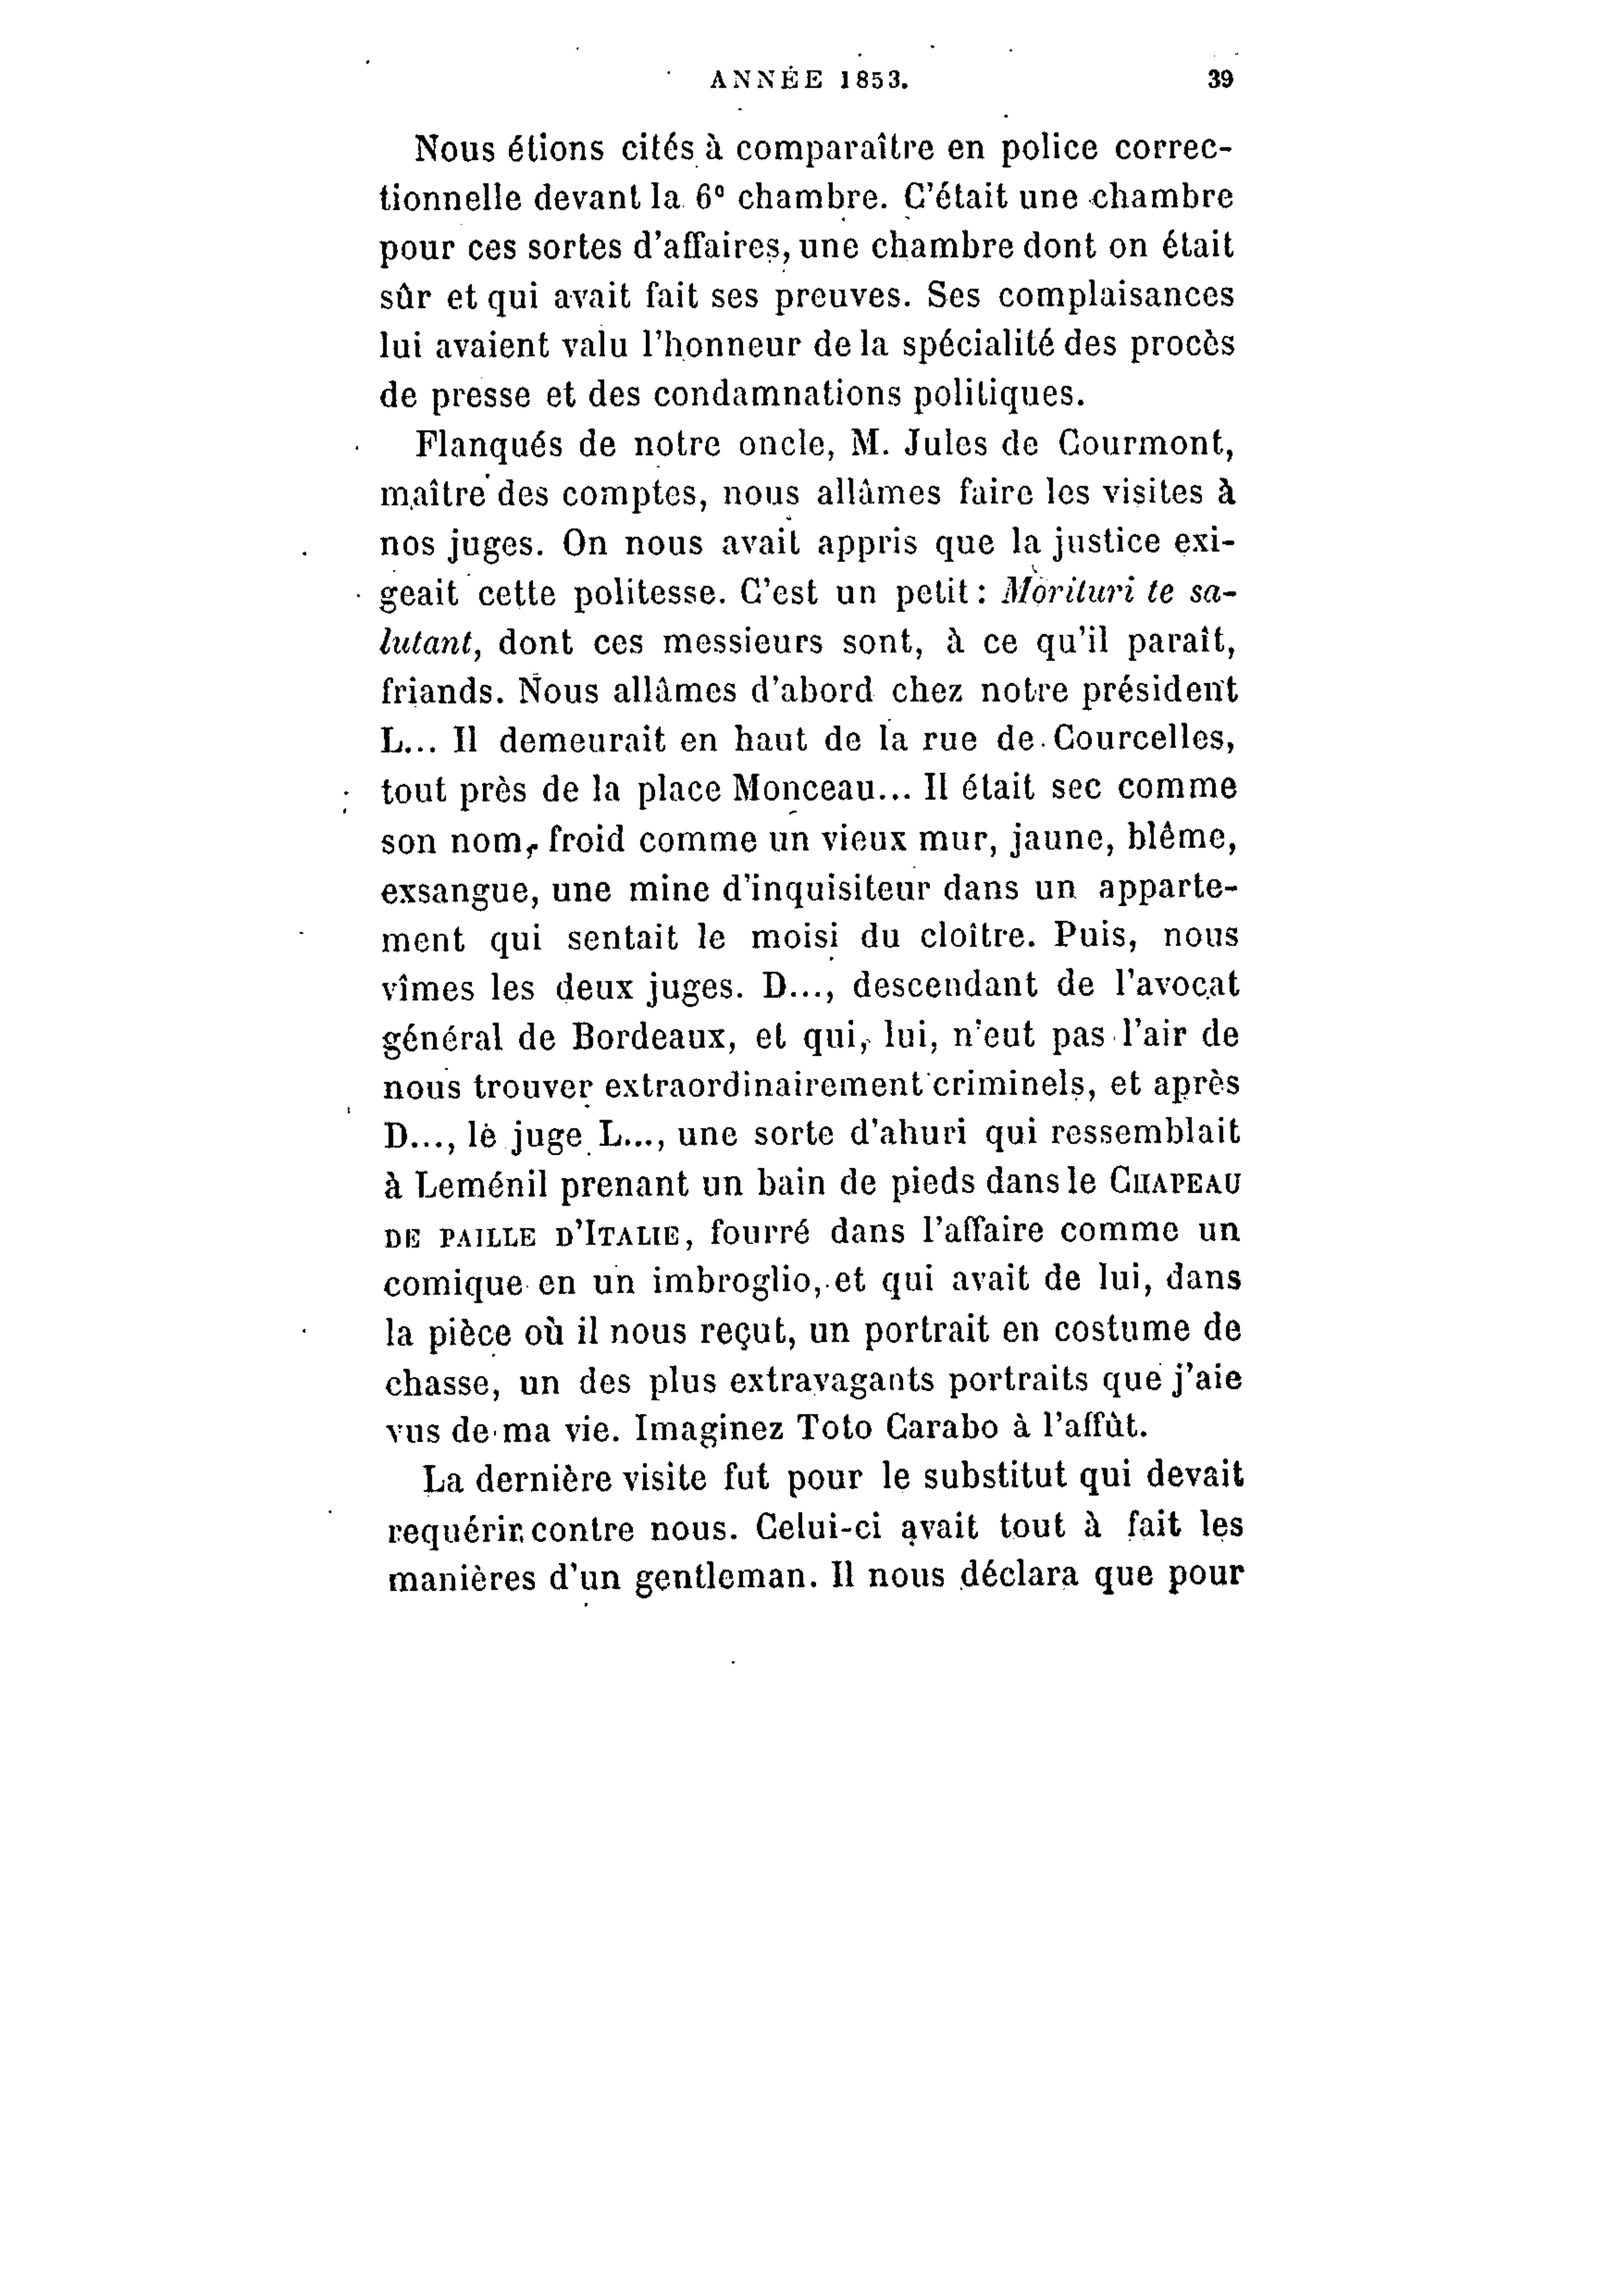 ANNÉE 1853. 39
Nous étions cités à comparaître en police correc-
tionnelle devant la 6e chambre. C'était une chambre
pour ces sortes d'affaires, une chambre dont on était
sûr et qui avait fait ses preuves. Ses complaisances
lui avaient valu l'honneur de la spécialité des procès
de presse et des condamnations politiques.
Flanqués de notre oncle, M. Jules de Courmont,
maître des comptes, nous allâmes faire les visites à
nos juges. On nous avait appris que la justice exi-
geait cette politesse. C'est un petit : Morituri te sa-
lutant, dont ces messieurs sont, à ce qu'il paraît,
friands. Nous allâmes d'abord chez notre président
L... Il demeurait en haut de la rue de Courcelles,
tout près de la place Monceau... Il était sec comme
son nom, froid comme un vieux mur, jaune, blême,
exsangue, une mine d'inquisiteur dans un apparte-
ment qui sentait le moisi du cloître. Puis, nous
vîmes les deux juges. D..., descendant de l'avocat
général de Bordeaux, et qui, lui, n'eut pas l'air de
nous trouver extraordinairement criminels, et après
D..., le juge L..., une sorte d'ahuri qui ressemblait
à Leménil prenant un bain de pieds dans le CHAPEAU
DE PAILLE D'ITALIE, fourré dans l'affaire comme un
comique en un imbroglio, et qui avait de lui, dans
la pièce où il nous reçut, un portrait en costume de
chasse, un des plus extravagants portraits que j'aie
vus de ma vie. Imaginez Toto Carabo à l'affût.
La dernière visite fut pour le substitut qui devait
requérir contre nous. Celui-ci avait tout à fait les
manières d'un gentleman. Il nous déclara que pour